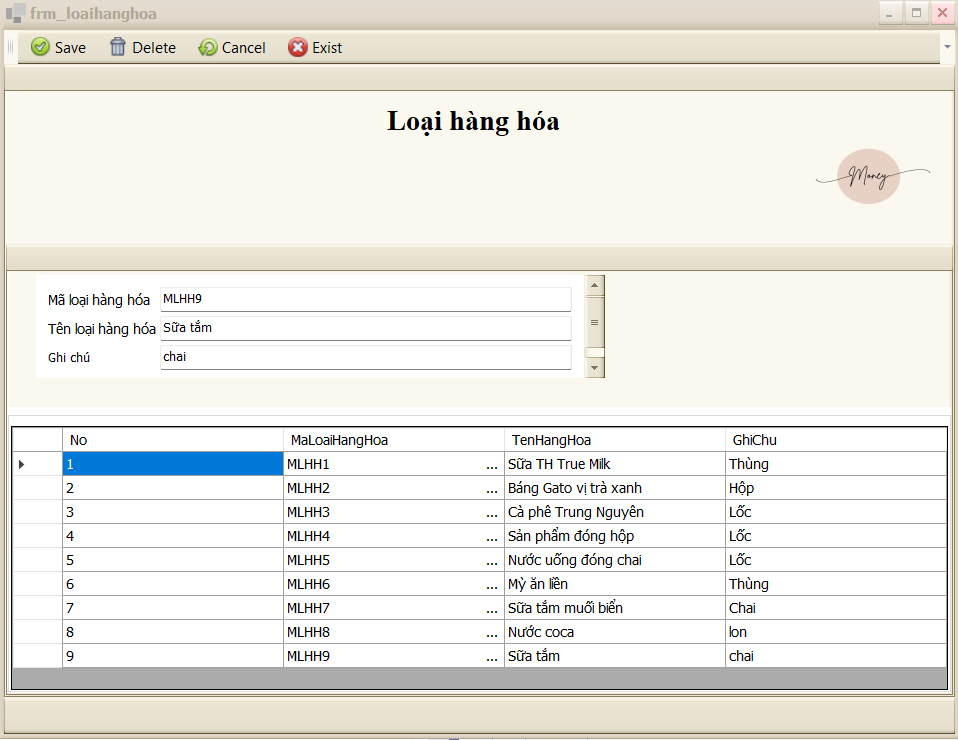 frm_loaihanghoa
Save Delete Cancel Exist
Loại hàng hóa
Money
Mã loại hàng hóa MLHH9
Tên loại hàng hóa Sữa tắm
Ghi chú chai
No MaLoaiHangHoa TenHangHoa GhiChu
1 MLHH1 ... Sữa TH True Milk Thùng
2 MLHH2 ... Báng Gato vị trà xanh Hộp
3 MLHH3 ... Cà phê Trung Nguyên Lốc
4 MLHH4 ... Sản phẩm đóng hộp Lốc
5 MLHH5 ... Nước uống đóng chai Lốc
6 MLHH6 ... Mỳ ăn liền Thùng
7 MLHH7 ... Sữa tắm muối biển Chai
8 MLHH8 ... Nước coca lon
9 MLHH9 ... Sữa tắm chai